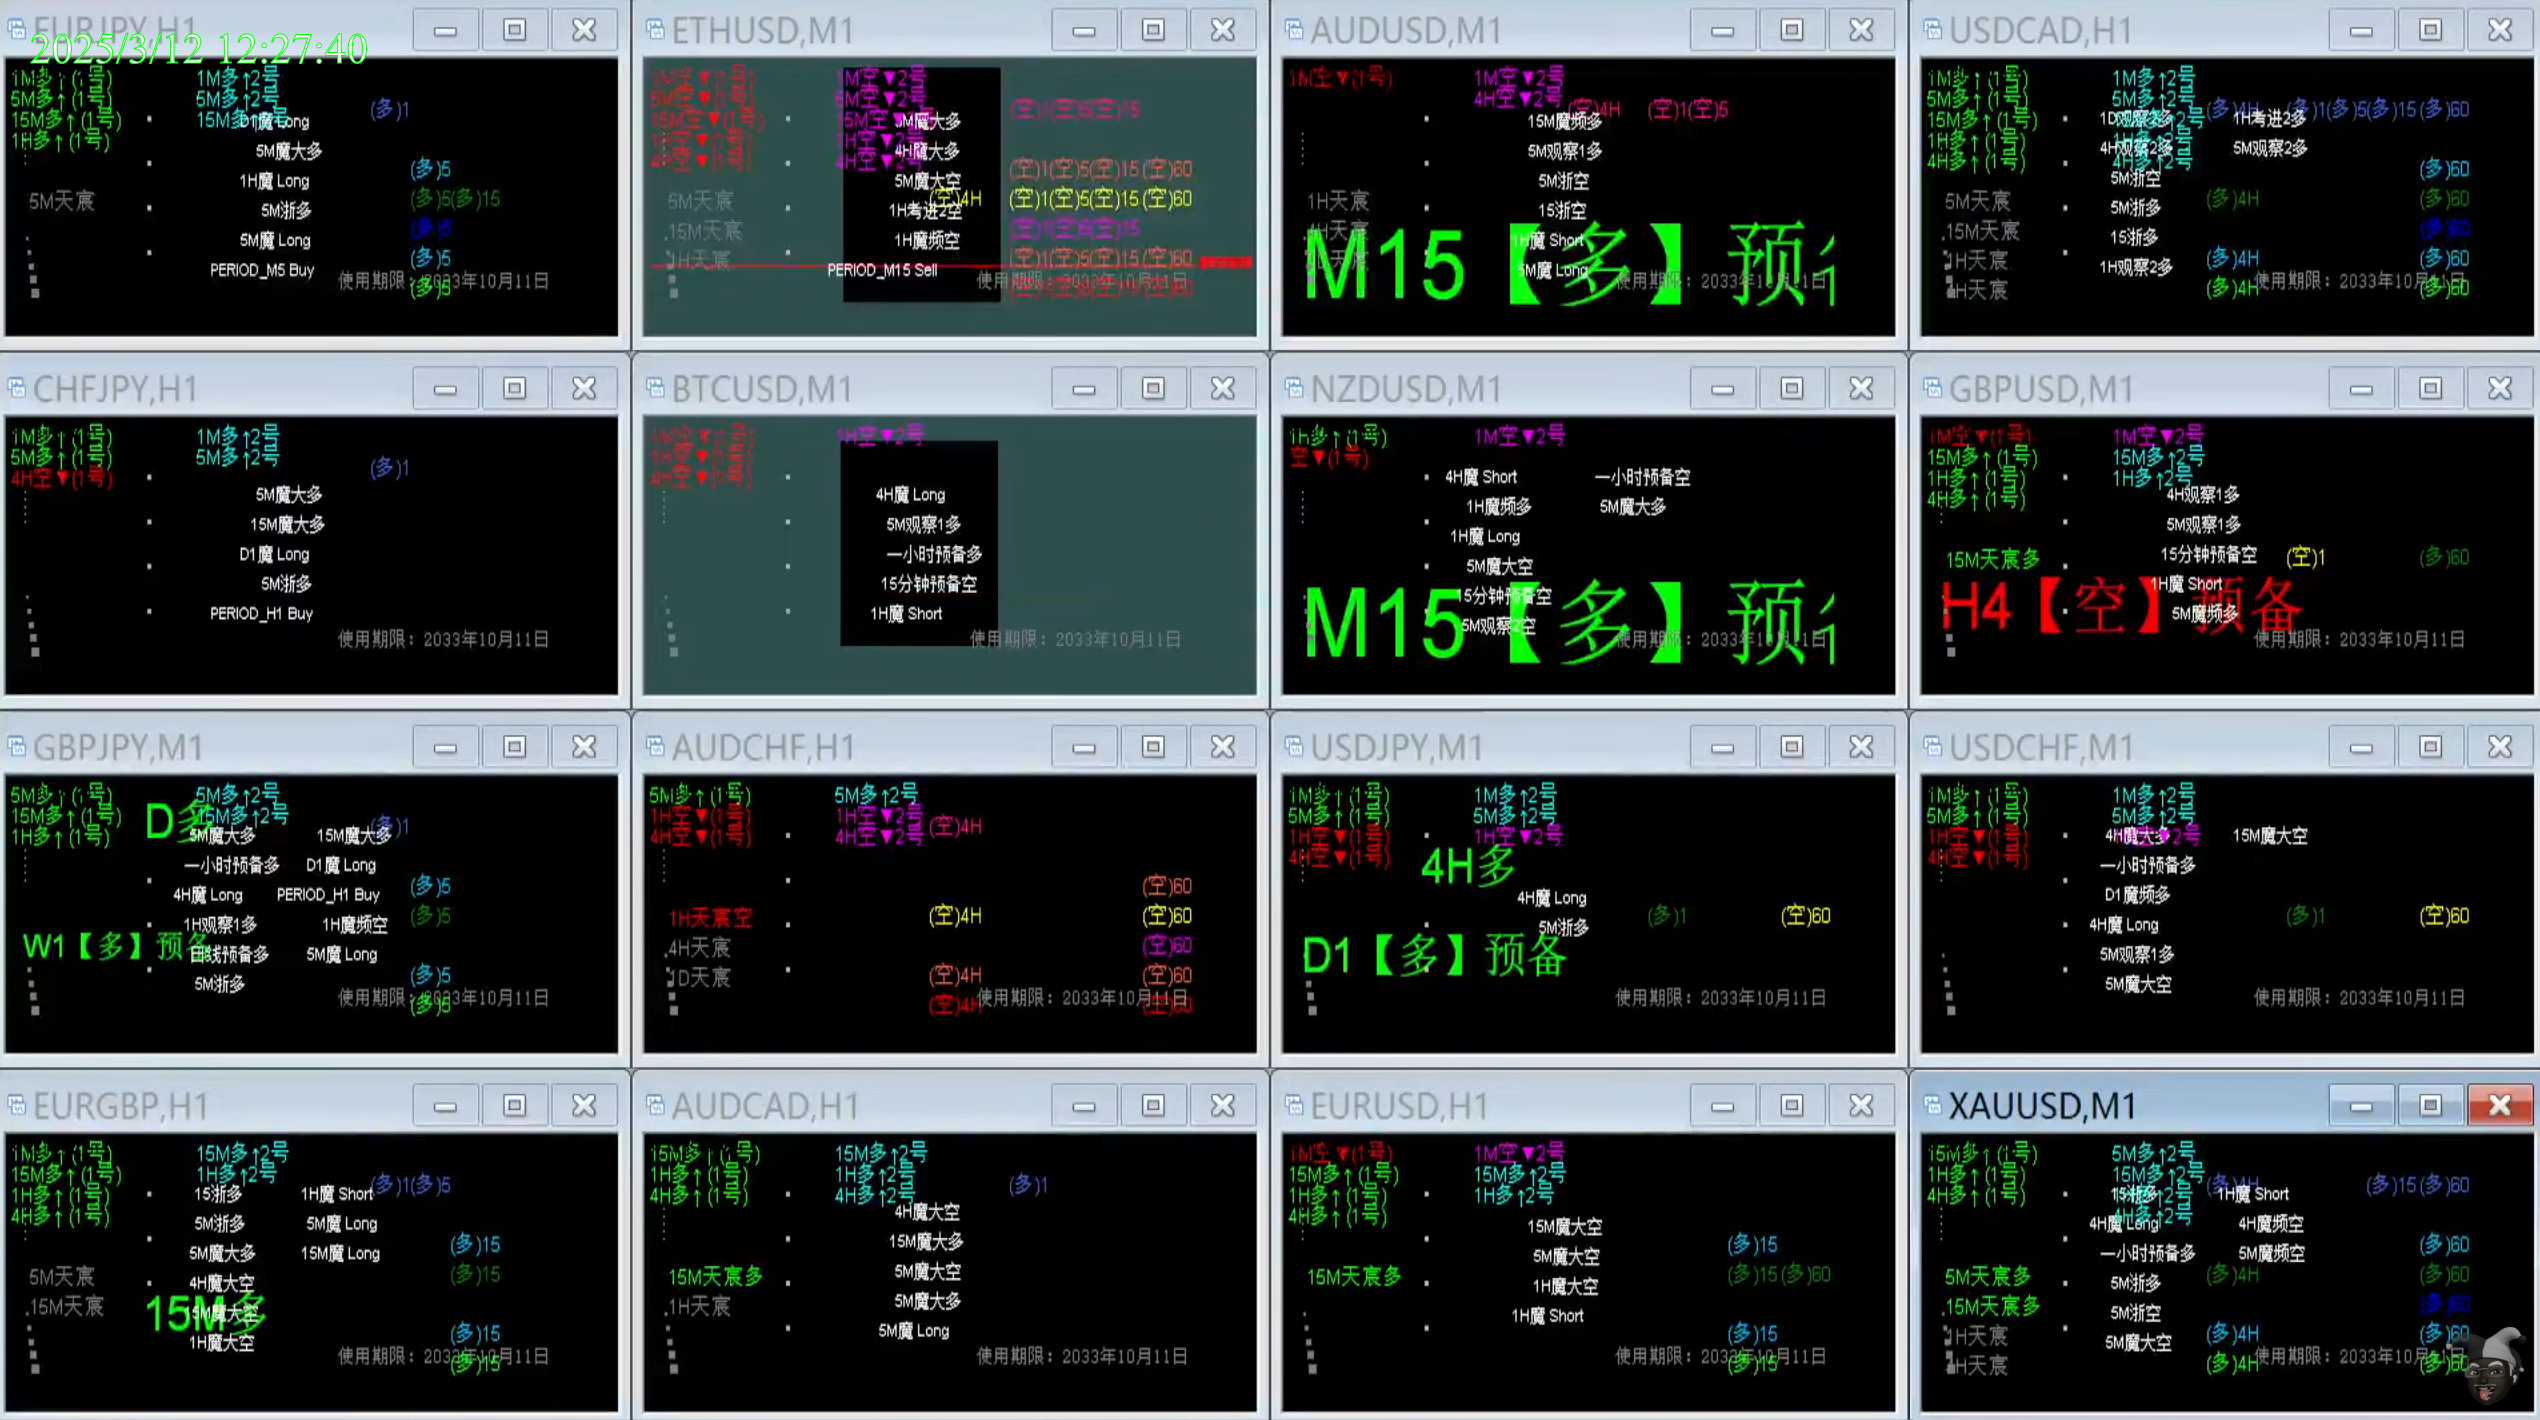 EURJPY,H1
2025/3/12 12:27:40
1M多↑(1号) 1M多↑2号
5M多↑(1号) 5M多↑2号 (多)1
15M多↑(1号) 15M多↑2号 D1魔 Long
1H多↑(1号)
5M魔大多
1H魔 Long (多)5
5M天宸 5M浙多 (多)5(多)15
5M魔 Long (多)5
PERIOD_M5 Buy (多)5
使用期限：2033年10月11日
(多)5
ETHUSD,M1
1M空▼(1号) 1M空▼2号
5M空▼(1号) 5M空▼2号 (空)1(空)5(空)15
15M空▼(1号) 15M空▼2号
1H空▼(1号) 1H空▼2号
4H空▼(1号) 4H空▼2号
4H魔大多
5M魔大空 (空)1(空)5(空)15(空)60
5M天宸 1H考进2空 (空)4H (空)1(空)5(空)15(空)60
15M天宸 1H魔频空 (空)1(空)5(空)15
1H天宸 PERIOD_M15 Sell (空)1(空)5(空)15(空)60
使用期限：2033年10月11日
AUDUSD,M1
1M空▼(1号) 1M空▼2号
4H空▼2号 (空)4H (空)1(空)5
15M魔频多
5M观察1多
5M浙空
1H天宸 15浙空
4H天宸 1H魔 Short
5M魔 Long
M15【多】预
使用期限：2033年10月11日
USDCAD,H1
1M多↑(1号) 1M多↑2号
5M多↑(1号) 5M多↑2号 (多)4H (多)1(多)5(多)15(多)60
15M多↑(1号) 1H考进2多
1H多↑(1号) 4H观察2多 5M观察2多
4H多↑(1号) 4H多↑2号
5M浙空 (多)60
5M天宸 5M浙多 (多)4H (多)60
15M天宸 15浙多 (多)60
1H天宸 1H观察2多 (多)4H (多)60
4H天宸 (多)4H (多)60
使用期限：2033年10月11日
CHFJPY,H1
1M多↑(1号) 1M多↑2号
5M多↑(1号) 5M多↑2号 (多)1
4H空▼(1号)
5M魔大多
15M魔大多
D1魔 Long
5M浙多
PERIOD_H1 Buy
使用期限：2033年10月11日
BTCUSD,M1
1M空▼(1号) 1H空▼2号
1H空▼(1号)
4H空▼(1号)
4H魔 Long
5M观察1多
一小时预备多
15分钟预备空
1H魔 Short
使用期限：2033年10月11日
NZDUSD,M1
1H多↑(1号) 1M空▼2号
空▼(1号)
4H魔 Short 一小时预备空
1H魔频多 5M魔大多
1H魔 Long
5M魔大空
15分钟预备空
5M观察2空
M15【多】预
使用期限：2033年10月11日
GBPUSD,M1
1M空▼(1号) 1M空▼2号
15M多↑(1号) 15M多↑2号
1H多↑(1号) 1H多↑2号
4H多↑(1号) 4H观察1多
5M观察1多
15M天宸多 15分钟预备空 (空)1 (多)60
1H魔 Short
H4【空】预备
5M魔频多
使用期限：2033年10月11日
GBPJPY,M1
5M多↑(1号) 5M多↑2号
15M多↑(1号) D多 15M多↑2号 (多)1
1H多↑(1号) 5M魔大多 15M魔大多
一小时预备多 D1魔 Long
4H魔 Long PERIOD_H1 Buy (多)5
1H观察1多 1H魔频空 (多)5
W1【多】预备 日线预备多 5M魔 Long
5M浙多 (多)5
使用期限：2033年10月11日
(多)5
AUDCHF,H1
5M多↑(1号) 5M多↑2号
1H空▼(1号) 1H空▼2号 (空)4H
4H空▼(1号) 4H空▼2号
(空)60
1H天宸空 (空)4H (空)60
4H天宸 (空)60
1D天宸 (空)4H (空)60
(空)4H (空)60
使用期限：2033年10月11日
USDJPY,M1
1M多↑(1号) 1M多↑2号
5M多↑(1号) 5M多↑2号
1H空▼(1号) 1H空▼2号
4H空▼(1号) 4H多
4H魔 Long
(多)1 (空)60
5M浙多
D1【多】预备
使用期限：2033年10月11日
USDCHF,M1
1M多↑(1号) 1M多↑2号
5M多↑(1号) 5M多↑2号
1H空▼(1号) 4H魔大多 15M魔大空
4H空▼(1号) 一小时预备多
D1魔频多
4H魔 Long (多)1 (空)60
5M观察1多
5M魔大空
使用期限：2033年10月11日
EURGBP,H1
1M多↑(1号) 15M多↑2号
15M多↑(1号) 1H多↑2号 (多)1(多)5
1H多↑(1号) 15浙多 1H魔 Short
4H多↑(1号) 5M浙多 5M魔 Long
5M魔大多 15M魔 Long (多)15
5M天宸 4H魔大空 (多)15
15M天宸 15M多 15M魔大空
1H魔大空 (多)15
使用期限：2033年10月11日
(多)15
AUDCAD,H1
15M多↑(1号) 15M多↑2号
1H多↑(1号) 1H多↑2号 (多)1
4H多↑(1号) 4H多↑2号
4H魔大空
15M魔大多
15M天宸多 5M魔大空
1H天宸 5M魔大多
5M魔 Long
使用期限：2033年10月11日
EURUSD,H1
1M空▼(1号) 1M空▼2号
15M多↑(1号) 15M多↑2号
1H多↑(1号) 1H多↑2号
4H多↑(1号)
15M魔大空
5M魔大空 (多)15
15M天宸多 1H魔大空 (多)15(多)60
1H魔 Short (多)15
使用期限：2033年10月11日
(多)15
XAUUSD,M1
15M多↑(1号) 5M多↑2号
1H多↑(1号) 15M多↑2号 (多)4H (多)15(多)60
4H多↑(1号) 15浙多 1H魔 Short
4H魔 Long 4H多↑2号 4H魔频空
一小时预备多 5M魔频空 (多)60
5M天宸多 5M浙多 (多)4H (多)60
15M天宸多 5M浙空 (多)60
1H天宸 5M魔大空 (多)4H (多)60
4H天宸 (多)4H (多)60
使用期限：2033年10月11日